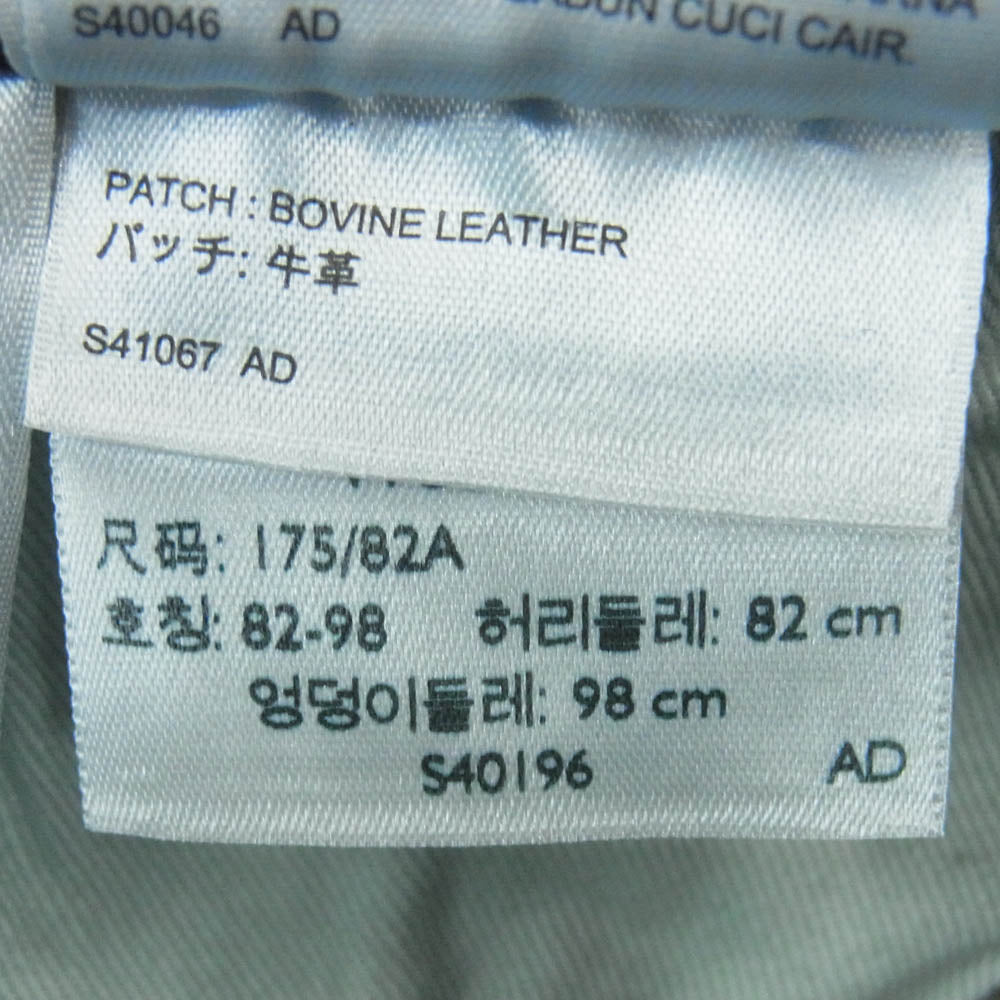 CUCI CAIR.
S40046 AD
PATCH : BOVINE LEATHER
パッチ: 牛革
S41067 AD
尺码: 175/82A
호칭: 82-98 허리둘레: 82 cm
엉덩이둘레: 98 cm
S40196 AD